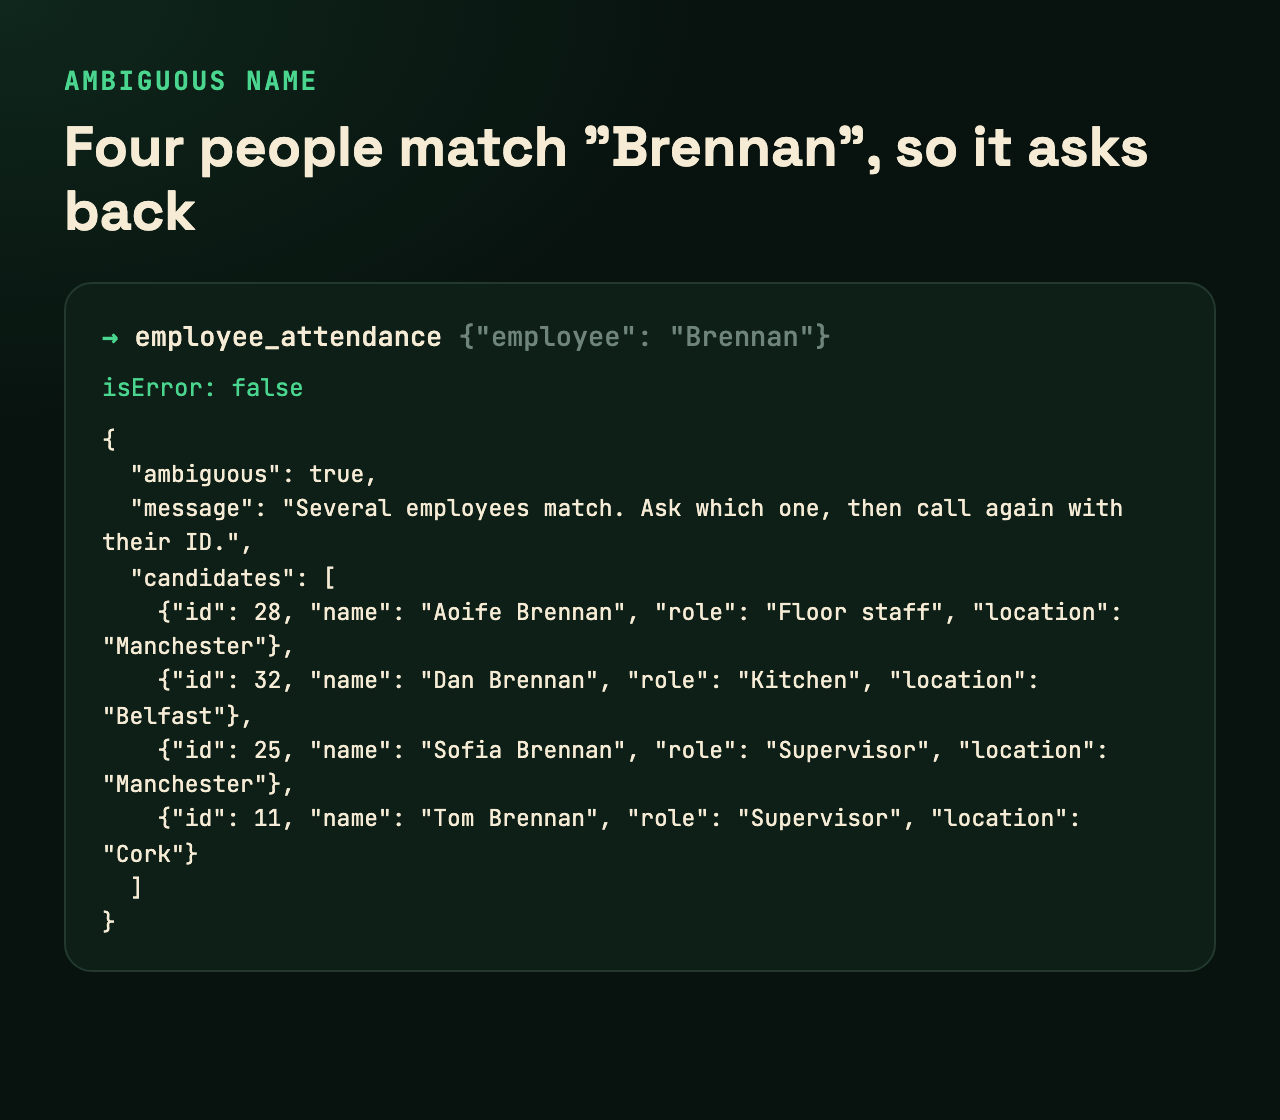 AMBIGUOUS NAME
Four people match ”Brennan”, so it asks
back
→ employee_attendance {"employee": "Brennan"}
isError: false
{
  "ambiguous": true,
  "message": "Several employees match. Ask which one, then call again with
their ID.",
  "candidates": [
    {"id": 28, "name": "Aoife Brennan", "role": "Floor staff", "location":
"Manchester"},
    {"id": 32, "name": "Dan Brennan", "role": "Kitchen", "location":
"Belfast"},
    {"id": 25, "name": "Sofia Brennan", "role": "Supervisor", "location":
"Manchester"},
    {"id": 11, "name": "Tom Brennan", "role": "Supervisor", "location":
"Cork"}
  ]
}